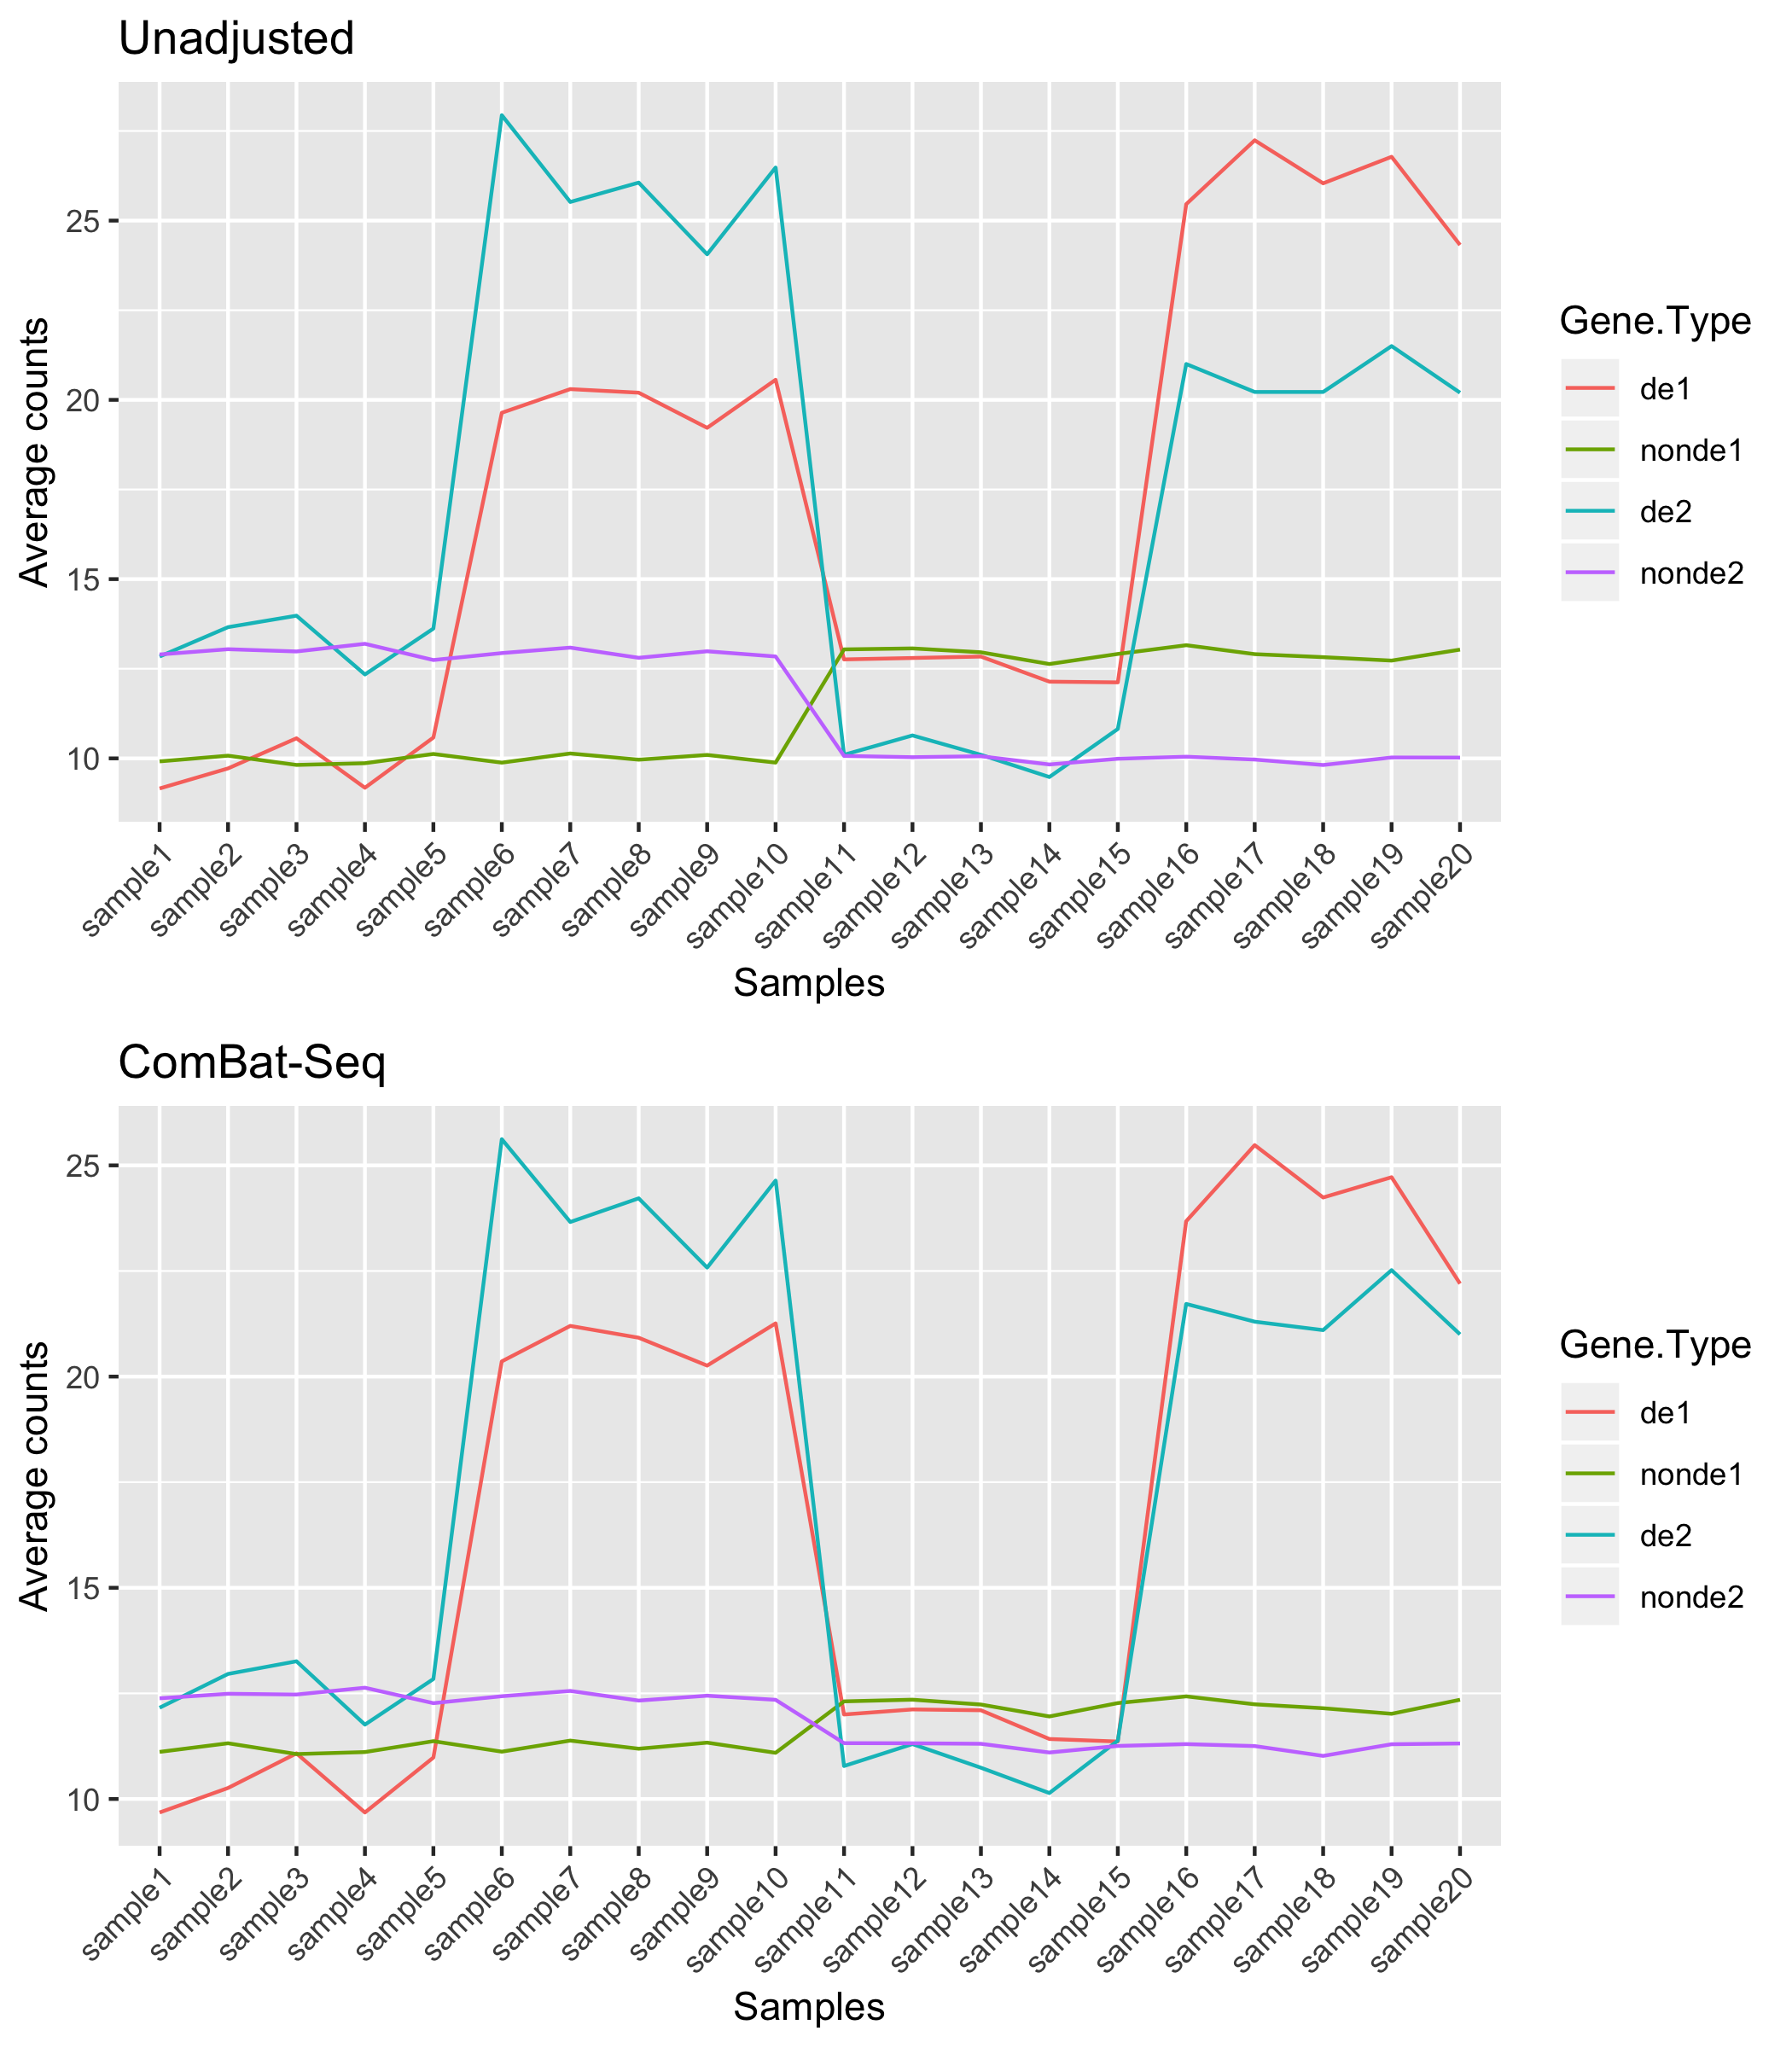 Unadjusted
Average counts
25
20
15
10
sample1
sample2
sample3
sample4
sample5
sample6
sample7
sample8
sample9
sample10
sample11
sample12
sample13
sample14
sample15
sample16
sample17
sample18
sample19
sample20
Samples
Gene.Type
de1
nonde1
de2
nonde2
ComBat-Seq
Average counts
25
20
15
10
sample1
sample2
sample3
sample4
sample5
sample6
sample7
sample8
sample9
sample10
sample11
sample12
sample13
sample14
sample15
sample16
sample17
sample18
sample19
sample20
Samples
Gene.Type
de1
nonde1
de2
nonde2